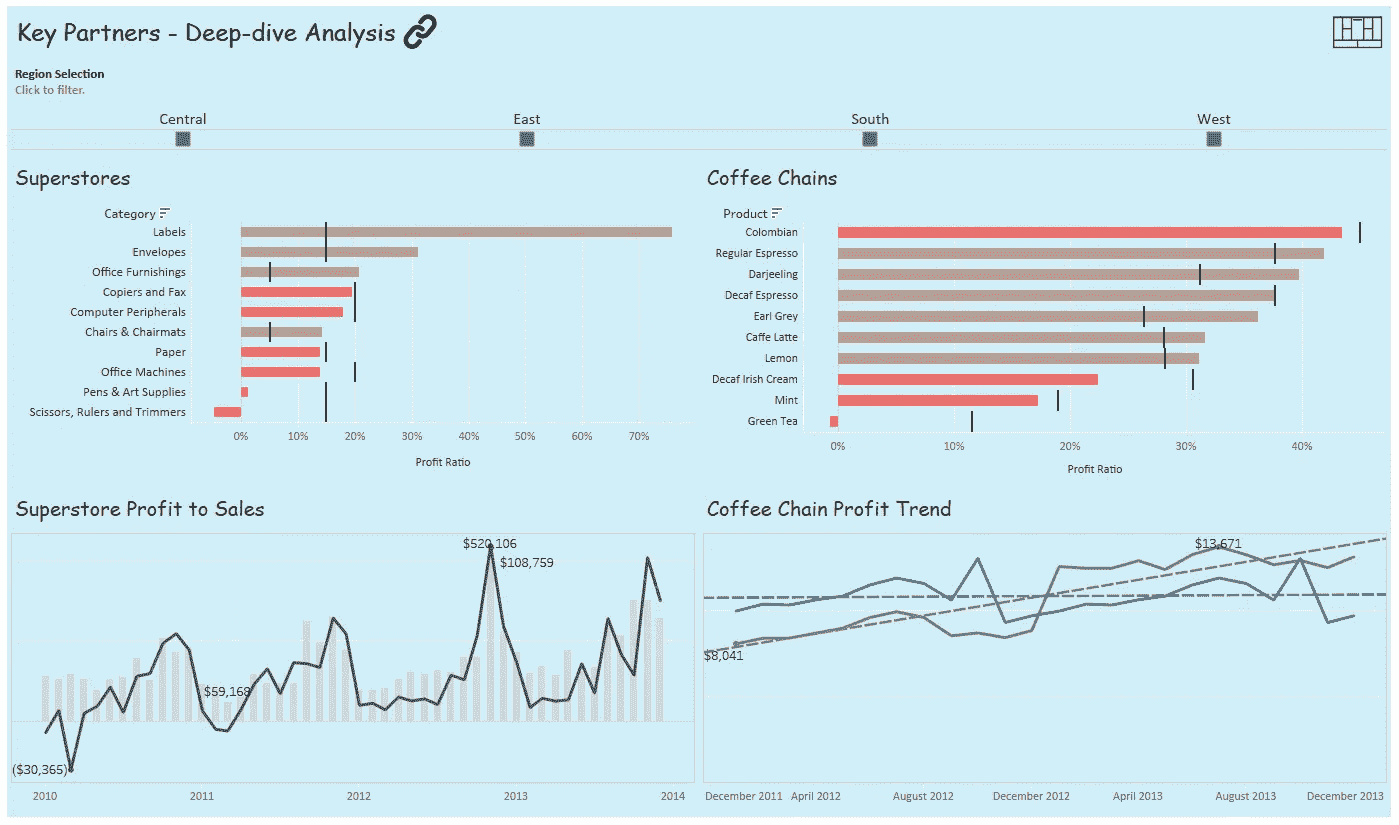 Key Partners - Deep-dive Analysis
Region Selection
Click to filter.
Central East South West
Superstores
Category
Labels
Envelopes
Office Furnishings
Copiers and Fax
Computer Peripherals
Chairs & Chairmats
Paper
Office Machines
Pens & Art Supplies
Scissors, Rulers and Trimmers
0% 10% 20% 30% 40% 50% 60% 70%
Profit Ratio
Coffee Chains
Product
Colombian
Regular Espresso
Darjeeling
Decaf Espresso
Earl Grey
Caffe Latte
Lemon
Decaf Irish Cream
Mint
Green Tea
0% 10% 20% 30% 40%
Profit Ratio
Superstore Profit to Sales
$520,106
$108,759
$59,168
($30,365)
2010 2011 2012 2013 2014
Coffee Chain Profit Trend
$13,671
$8,041
December 2011 April 2012 August 2012 December 2012 April 2013 August 2013 December 2013